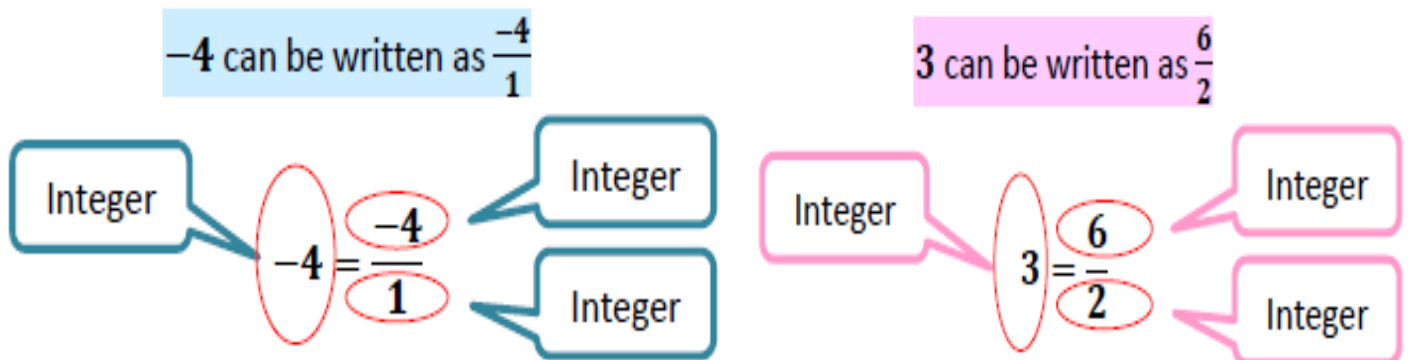 −4 can be written as −4/1
3 can be written as 6/2
Integer
Integer
−4 = −4/1
Integer
Integer
Integer
3 = 6/2
Integer